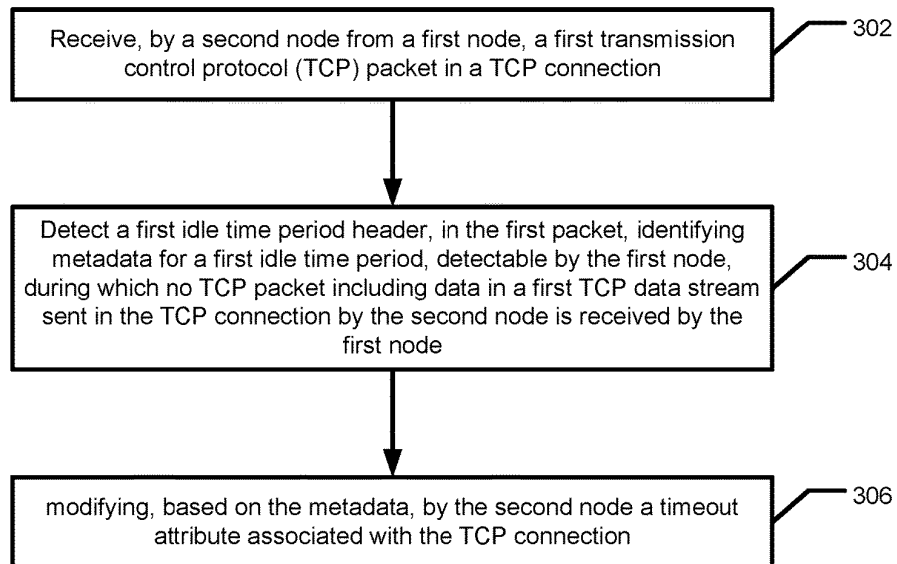 Receive, by a second node from a first node, a first transmission
control protocol (TCP) packet in a TCP connection
302
Detect a first idle time period header, in the first packet, identifying
metadata for a first idle time period, detectable by the first node,
during which no TCP packet including data in a first TCP data stream
sent in the TCP connection by the second node is received by the
first node
304
modifying, based on the metadata, by the second node a timeout
attribute associated with the TCP connection
306